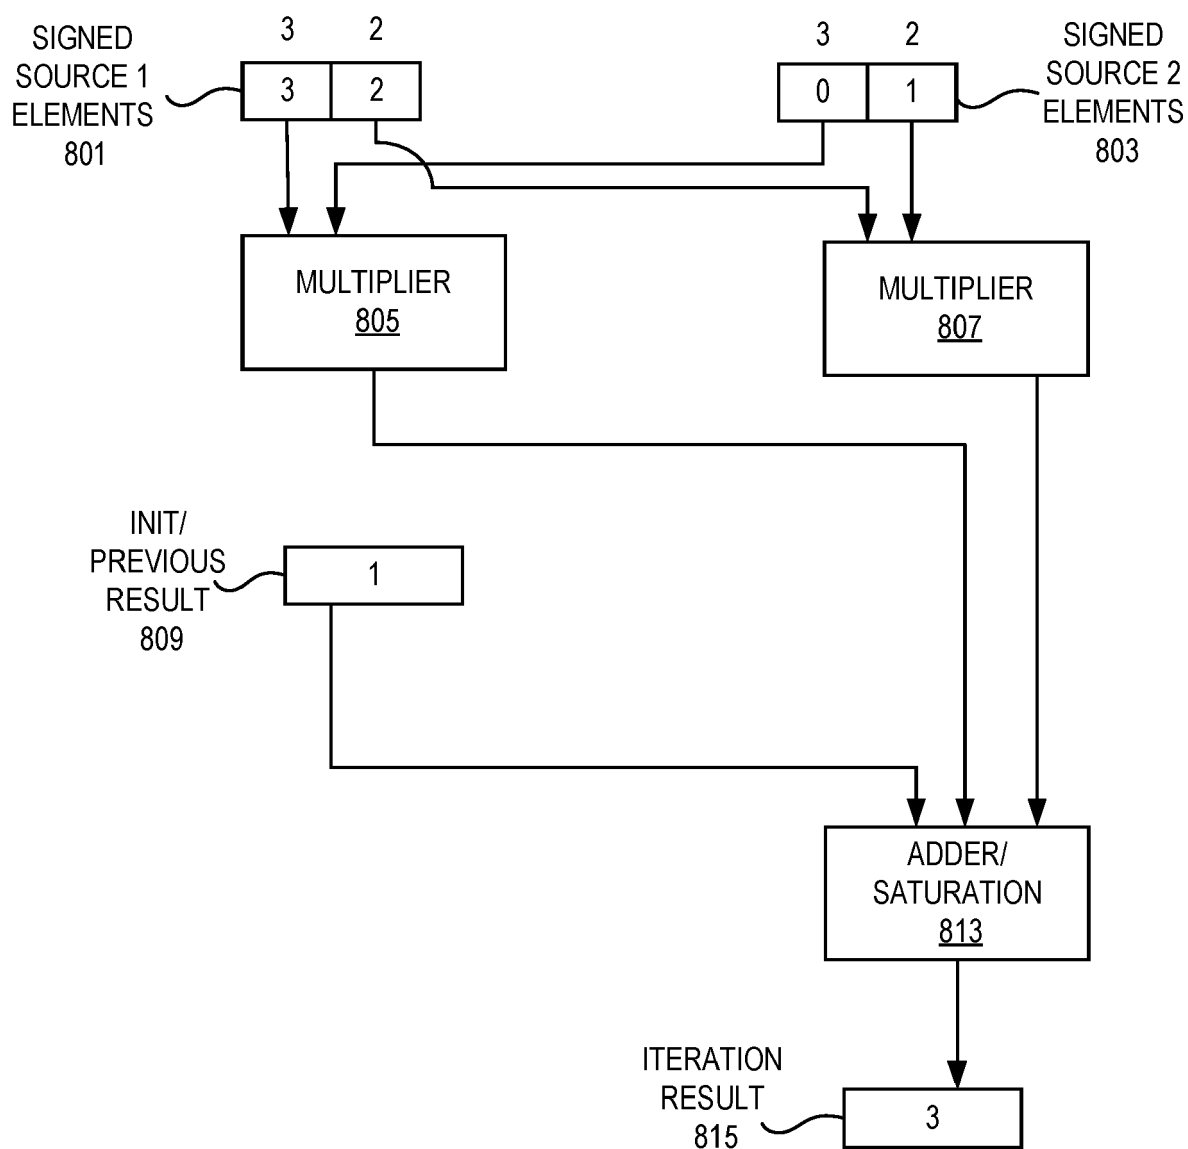 3 2
3 2
SIGNED
SOURCE 1
ELEMENTS
801
3 2
0 1
SIGNED
SOURCE 2
ELEMENTS
803
MULTIPLIER
805
MULTIPLIER
807
INIT/
PREVIOUS
RESULT
809
1
ADDER/
SATURATION
813
ITERATION
RESULT
815
3